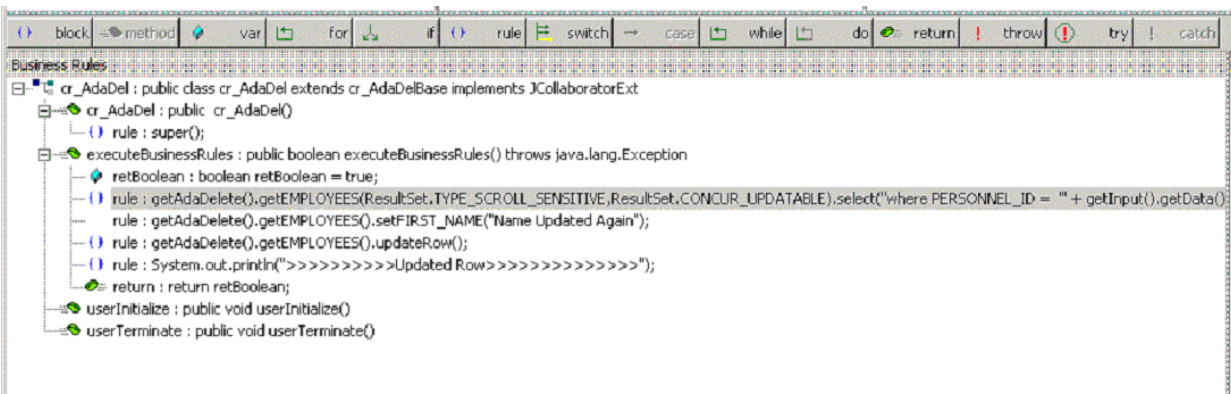 {} block method var for if {} rule switch case while do return ! throw ! try ! catch
Business Rules
cr_AdaDel : public class cr_AdaDel extends cr_AdaDelBase implements JCollaboratorExt
cr_AdaDel : public cr_AdaDel()
{} rule : super();
executeBusinessRules : public boolean executeBusinessRules() throws java.lang.Exception
retBoolean : boolean retBoolean = true;
{} rule : getAdaDelete().getEMPLOYEES(ResultSet.TYPE_SCROLL_SENSITIVE,ResultSet.CONCUR_UPDATABLE).select("where PERSONNEL_ID = '"+ getInput().getData()
rule : getAdaDelete().getEMPLOYEES().setFIRST_NAME("Name Updated Again");
{} rule : getAdaDelete().getEMPLOYEES().updateRow();
{} rule : System.out.println(">>>>>>>>>>Updated Row>>>>>>>>>>>>>>");
return : return retBoolean;
userInitialize : public void userInitialize()
userTerminate : public void userTerminate()